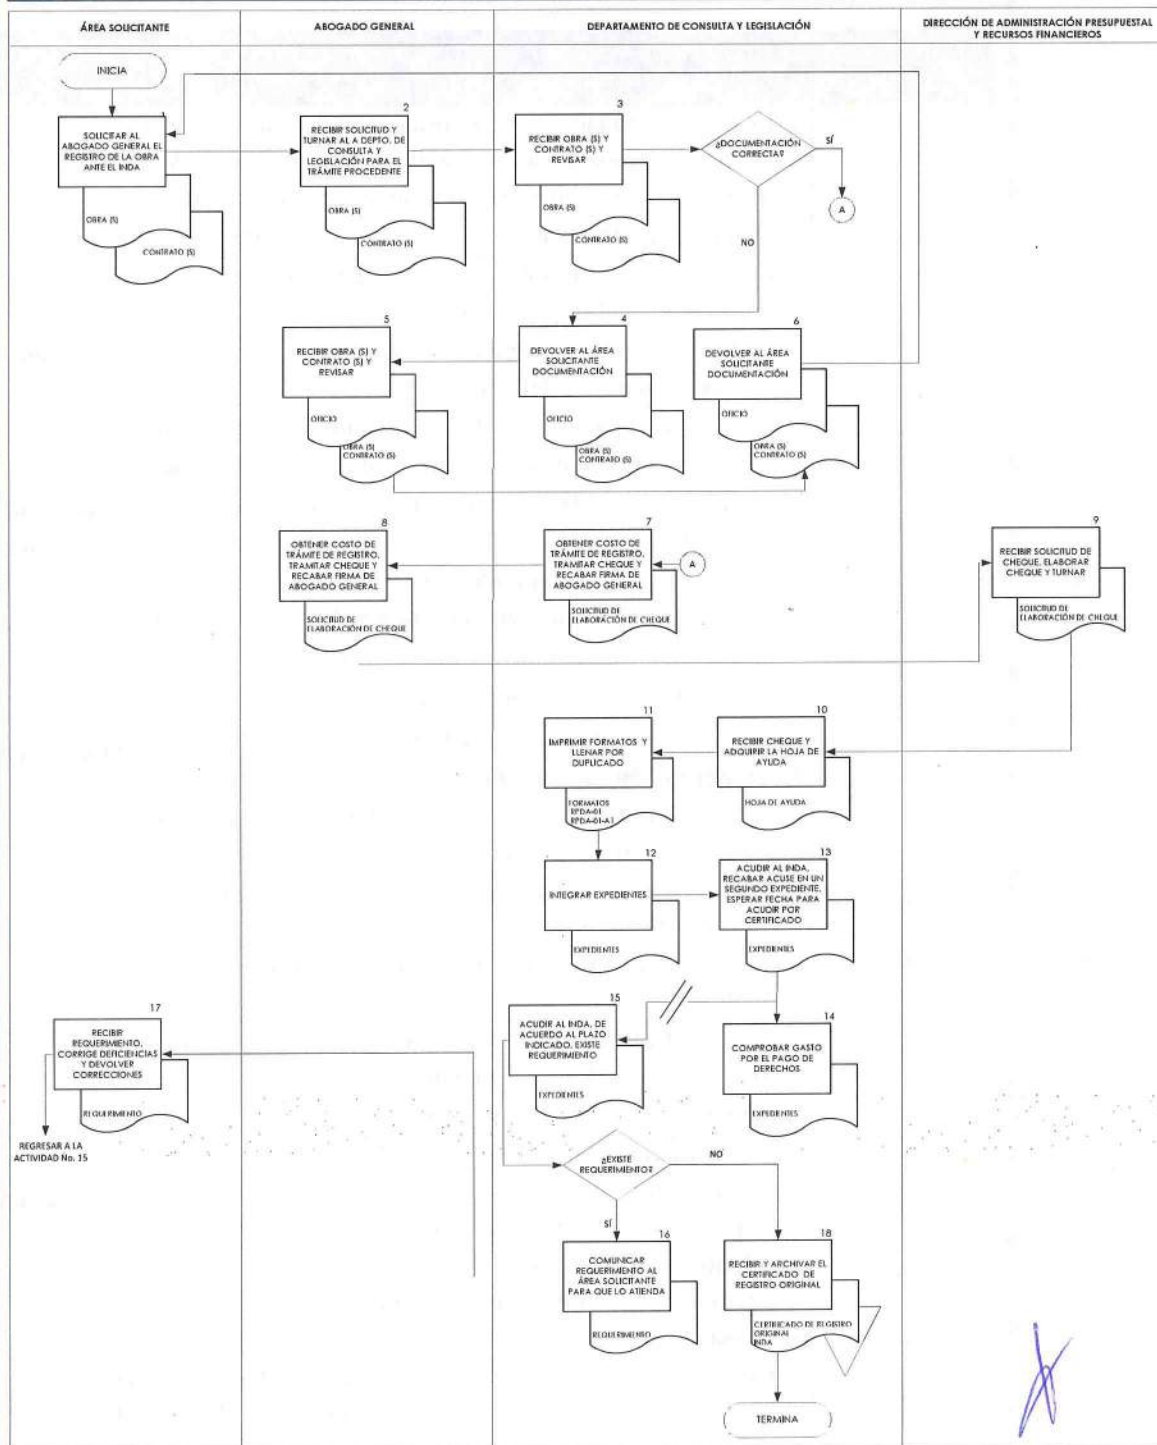 ÁREA SOLICITANTE
ABOGADO GENERAL
DEPARTAMENTO DE CONSULTA Y LEGISLACIÓN
DIRECCIÓN DE ADMINISTRACIÓN PRESUPUESTAL
Y RECURSOS FINANCIEROS
INICIA
1
SOLICITAR AL
ABOGADO GENERAL EL
REGISTRO DE LA OBRA
ANTE EL INDA
OBRA (S)
CONTRATO (S)
2
RECIBIR SOLICITUD Y
TURNAR AL A DEPTO. DE
CONSULTA Y
LEGISLACIÓN PARA EL
TRÁMITE PROCEDENTE
OBRA (S)
CONTRATO (S)
3
RECIBIR OBRA (S) Y
CONTRATO (S) Y
REVISAR
OBRA (S)
CONTRATO (S)
¿DOCUMENTACIÓN
CORRECTA?
SÍ
A
NO
5
RECIBIR OBRA (S) Y
CONTRATO (S) Y
REVISAR
OFICIO
OBRA (S)
CONTRATO (S)
4
DEVOLVER AL ÁREA
SOLICITANTE
DOCUMENTACIÓN
OFICIO
OBRA (S)
CONTRATO (S)
6
DEVOLVER AL ÁREA
SOLICITANTE
DOCUMENTACIÓN
OFICIO
OBRA (S)
CONTRATO (S)
8
OBTENER COSTO DE
TRÁMITE DE REGISTRO,
TRAMITAR CHEQUE Y
RECABAR FIRMA DE
ABOGADO GENERAL
SOLICITUD DE
ELABORACIÓN DE CHEQUE
7
OBTENER COSTO DE
TRÁMITE DE REGISTRO,
TRAMITAR CHEQUE Y
RECABAR FIRMA DE
ABOGADO GENERAL
SOLICITUD DE
ELABORACIÓN DE CHEQUE
A
9
RECIBIR SOLICITUD DE
CHEQUE, ELABORAR
CHEQUE Y TURNAR
SOLICITUD DE
ELABORACIÓN DE CHEQUE
11
IMPRIMIR FORMATOS Y
LLENAR POR
DUPLICADO
FORMATOS
RPDA-01
RPDA-01-A1
10
RECIBIR CHEQUE Y
ADQUIRIR LA HOJA DE
AYUDA
HOJA DE AYUDA
12
INTEGRAR EXPEDIENTES
EXPEDIENTES
13
ACUDIR AL INDA,
RECABAR ACUSE EN UN
SEGUNDO EXPEDIENTE,
ESPERAR FECHA PARA
ACUDIR POR
CERTIFICADO
EXPEDIENTES
17
RECIBIR
REQUERIMIENTO,
CORRIGE DEFICIENCIAS
Y DEVOLVER
CORRECCIONES
REQUERIMIENTO
REGRESAR A LA
ACTIVIDAD No. 15
15
ACUDIR AL INDA, DE
ACUERDO AL PLAZO
INDICADO, EXISTE
REQUERIMIENTO
EXPEDIENTES
14
COMPROBAR GASTO
POR EL PAGO DE
DERECHOS
EXPEDIENTES
¿EXISTE
REQUERIMIENTO?
NO
SÍ
16
COMUNICAR
REQUERIMIENTO AL
ÁREA SOLICITANTE
PARA QUE LO ATIENDA
REQUERIMIENTO
18
RECIBIR Y ARCHIVAR EL
CERTIFICADO DE
REGISTRO ORIGINAL
CERTIFICADO DE REGISTRO
ORIGINAL
INDA
TERMINA